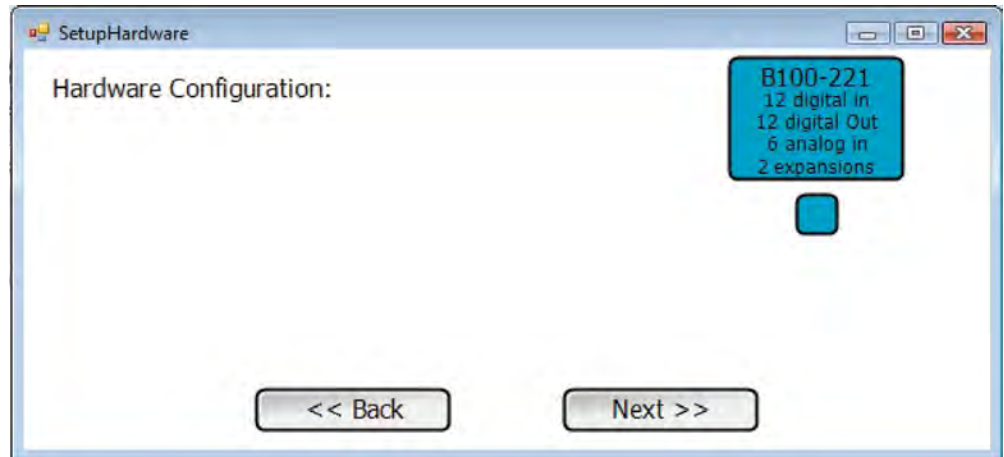 SetupHardware
Hardware Configuration:
B100-221
12 digital in
12 digital Out
6 analog in
2 expansions
<< Back
Next >>